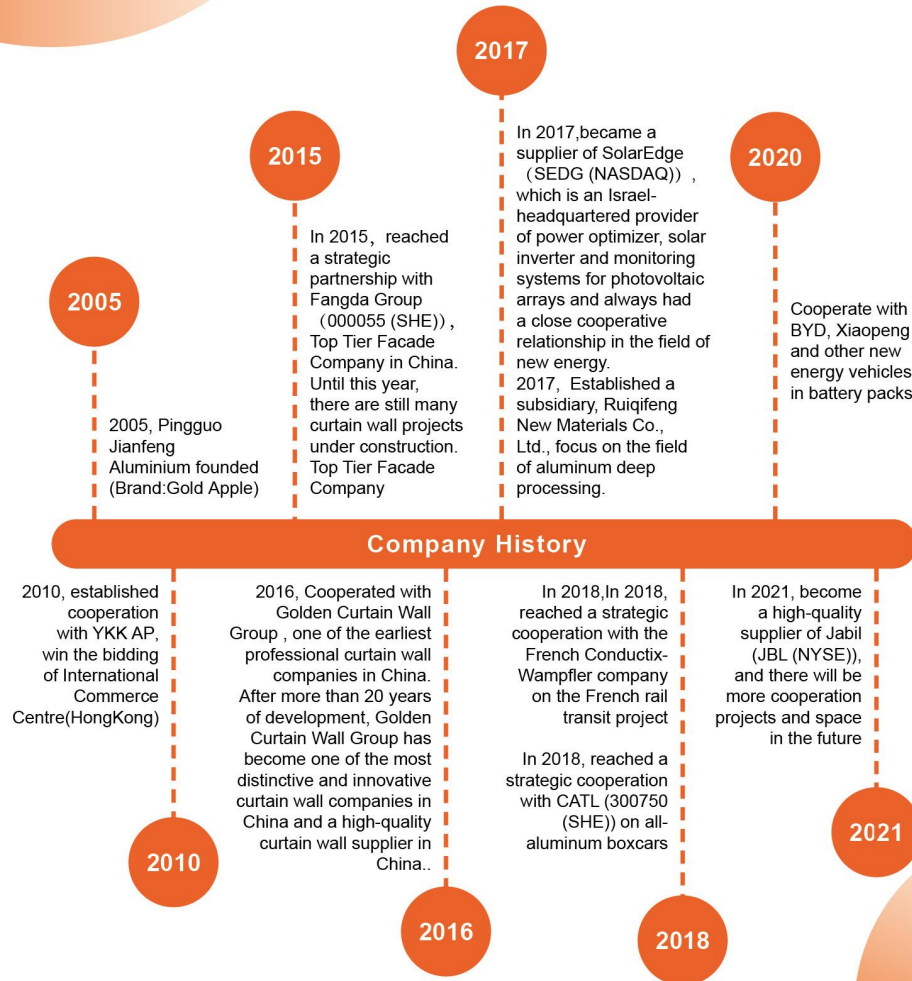 2017
In 2017,became a
supplier of SolarEdge
（SEDG (NASDAQ)），
which is an Israel-
headquartered provider
of power optimizer, solar
inverter and monitoring
systems for photovoltaic
arrays and always had
a close cooperative
relationship in the field of
new energy.
2017，Established a
subsidiary, Ruiqifeng
New Materials Co.,
Ltd., focus on the field
of aluminum deep
processing.
2015
In 2015，reached
a strategic
partnership with
Fangda Group
（000055 (SHE)），
Top Tier Facade
Company in China.
Until this year,
there are still many
curtain wall projects
under construction.
Top Tier Facade
Company
2020
Cooperate with
BYD, Xiaopeng
and other new
energy vehicles
in battery packs
2005
2005, Pingguo
Jianfeng
Aluminium founded
(Brand:Gold Apple)
Company History
2010, established
cooperation
with YKK AP,
win the bidding
of International
Commerce
Centre(HongKong)
2010
2016, Cooperated with
Golden Curtain Wall
Group , one of the earliest
professional curtain wall
companies in China.
After more than 20 years
of development, Golden
Curtain Wall Group has
become one of the most
distinctive and innovative
curtain wall companies in
China and a high-quality
curtain wall supplier in
China..
2016
In 2018,In 2018,
reached a strategic
cooperation with the
French Conductix-
Wampfler company
on the French rail
transit project
In 2018, reached a
strategic cooperation
with CATL (300750
(SHE)) on all-
aluminum boxcars
2018
In 2021, become
a high-quality
supplier of Jabil
(JBL (NYSE)),
and there will be
more cooperation
projects and space
in the future
2021